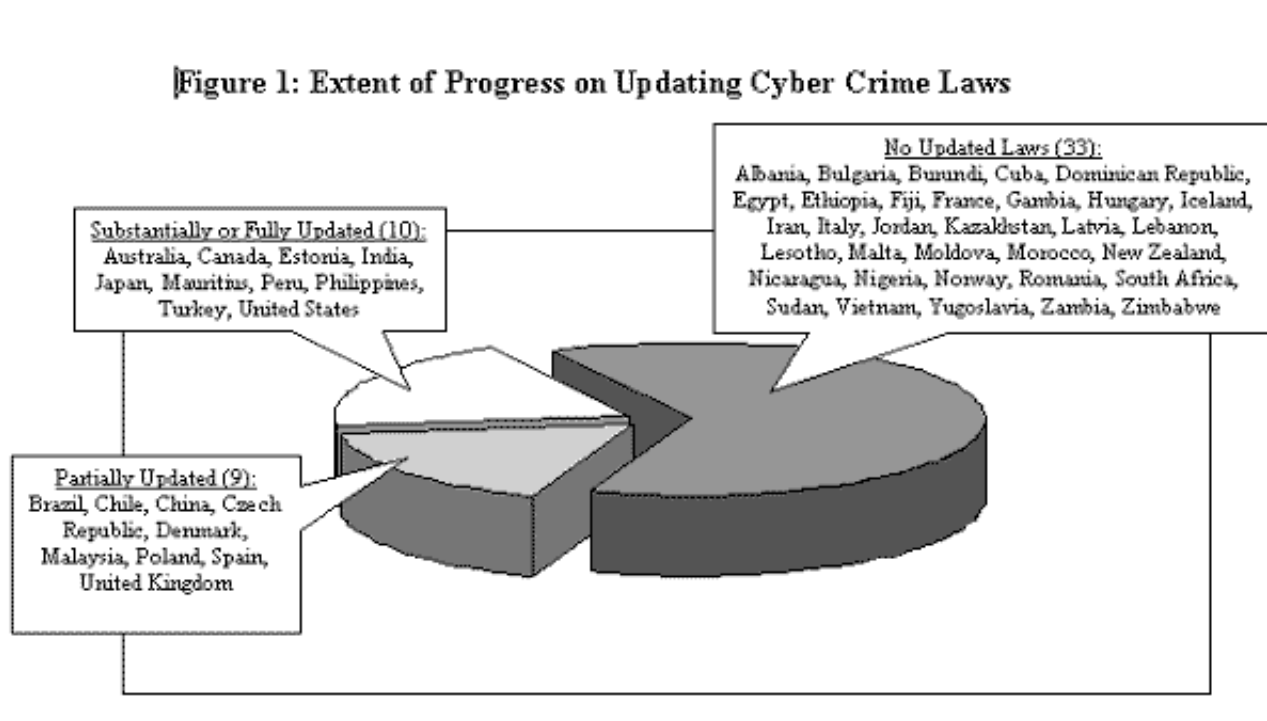 Figure 1: Extent of Progress on Updating Cyber Crime Laws
No Updated Laws (33):
Albania, Bulgaria, Burundi, Cuba, Dominican Republic,
Egypt, Ethiopia, Fiji, France, Gambia, Hungary, Iceland,
Iran, Italy, Jordan, Kazakhstan, Latvia, Lebanon,
Lesotho, Malta, Moldova, Morocco, New Zealand,
Nicaragua, Nigeria, Norway, Romania, South Africa,
Sudan, Vietnam, Yugoslavia, Zambia, Zimbabwe
Substantially or Fully Updated (10):
Australia, Canada, Estonia, India,
Japan, Mauritius, Peru, Philippines,
Turkey, United States
Partially Updated (9):
Brazil, Chile, China, Czech
Republic, Denmark,
Malaysia, Poland, Spain,
United Kingdom